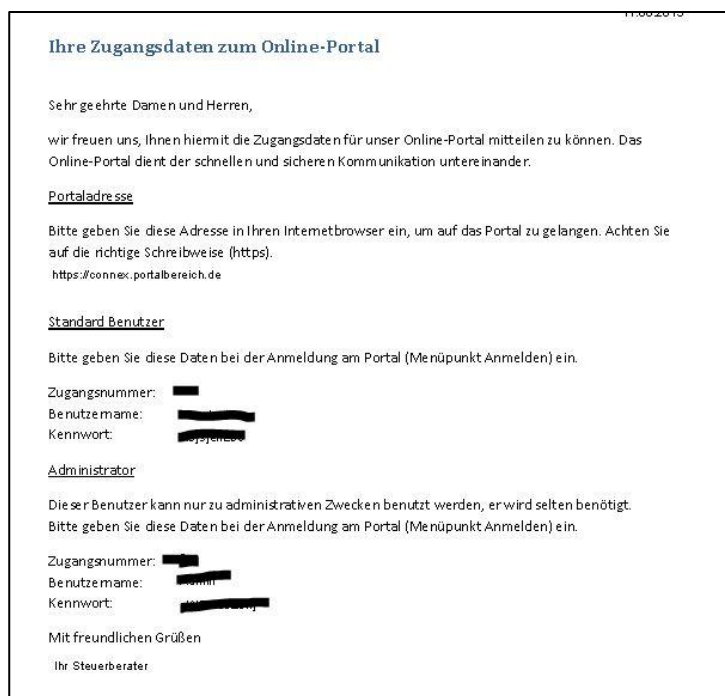 Ihre Zugangsdaten zum Online-Portal
Sehr geehrte Damen und Herren,
wir freuen uns, Ihnen hiermit die Zugangsdaten für unser Online-Portal mitteilen zu können. Das
Online-Portal dient der schnellen und sicheren Kommunikation untereinander.
Portaladresse
Bitte geben Sie diese Adresse in Ihren Internetbrowser ein, um auf das Portal zu gelangen. Achten Sie
auf die richtige Schreibweise (https).
https://connex.portalbereich.de
Standard Benutzer
Bitte geben Sie diese Daten bei der Anmeldung am Portal (Menüpunkt Anmelden) ein.
Zugangsnummer:
Benutzername:
Kennwort:
Administrator
Dieser Benutzer kann nur zu administrativen Zwecken benutzt werden, er wird selten benötigt.
Bitte geben Sie diese Daten bei der Anmeldung am Portal (Menüpunkt Anmelden) ein.
Zugangsnummer:
Benutzername:
Kennwort:
Mit freundlichen Grüßen
Ihr Steuerberater